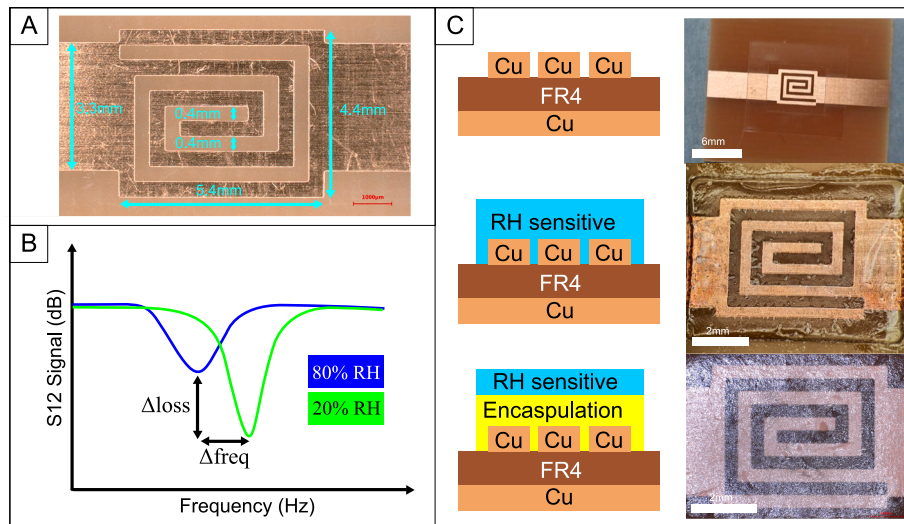 A
3.3mm
0.4mm
0.4mm
4.4mm
5.4mm
1000μm
B
S12 Signal (dB)
80% RH
20% RH
Δloss
Δfreq
Frequency (Hz)
C
Cu Cu Cu
FR4
Cu
6mm
RH sensitive
Cu Cu Cu
FR4
Cu
2mm
RH sensitive
Encaspulation
Cu Cu Cu
FR4
Cu
2mm